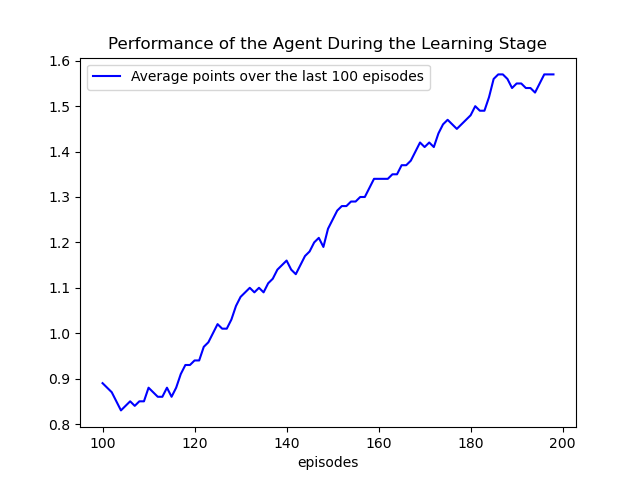 Performance of the Agent During the Learning Stage
Average points over the last 100 episodes
1.6
1.5
1.4
1.3
1.2
1.1
1.0
0.9
0.8
100 120 140 160 180 200
episodes